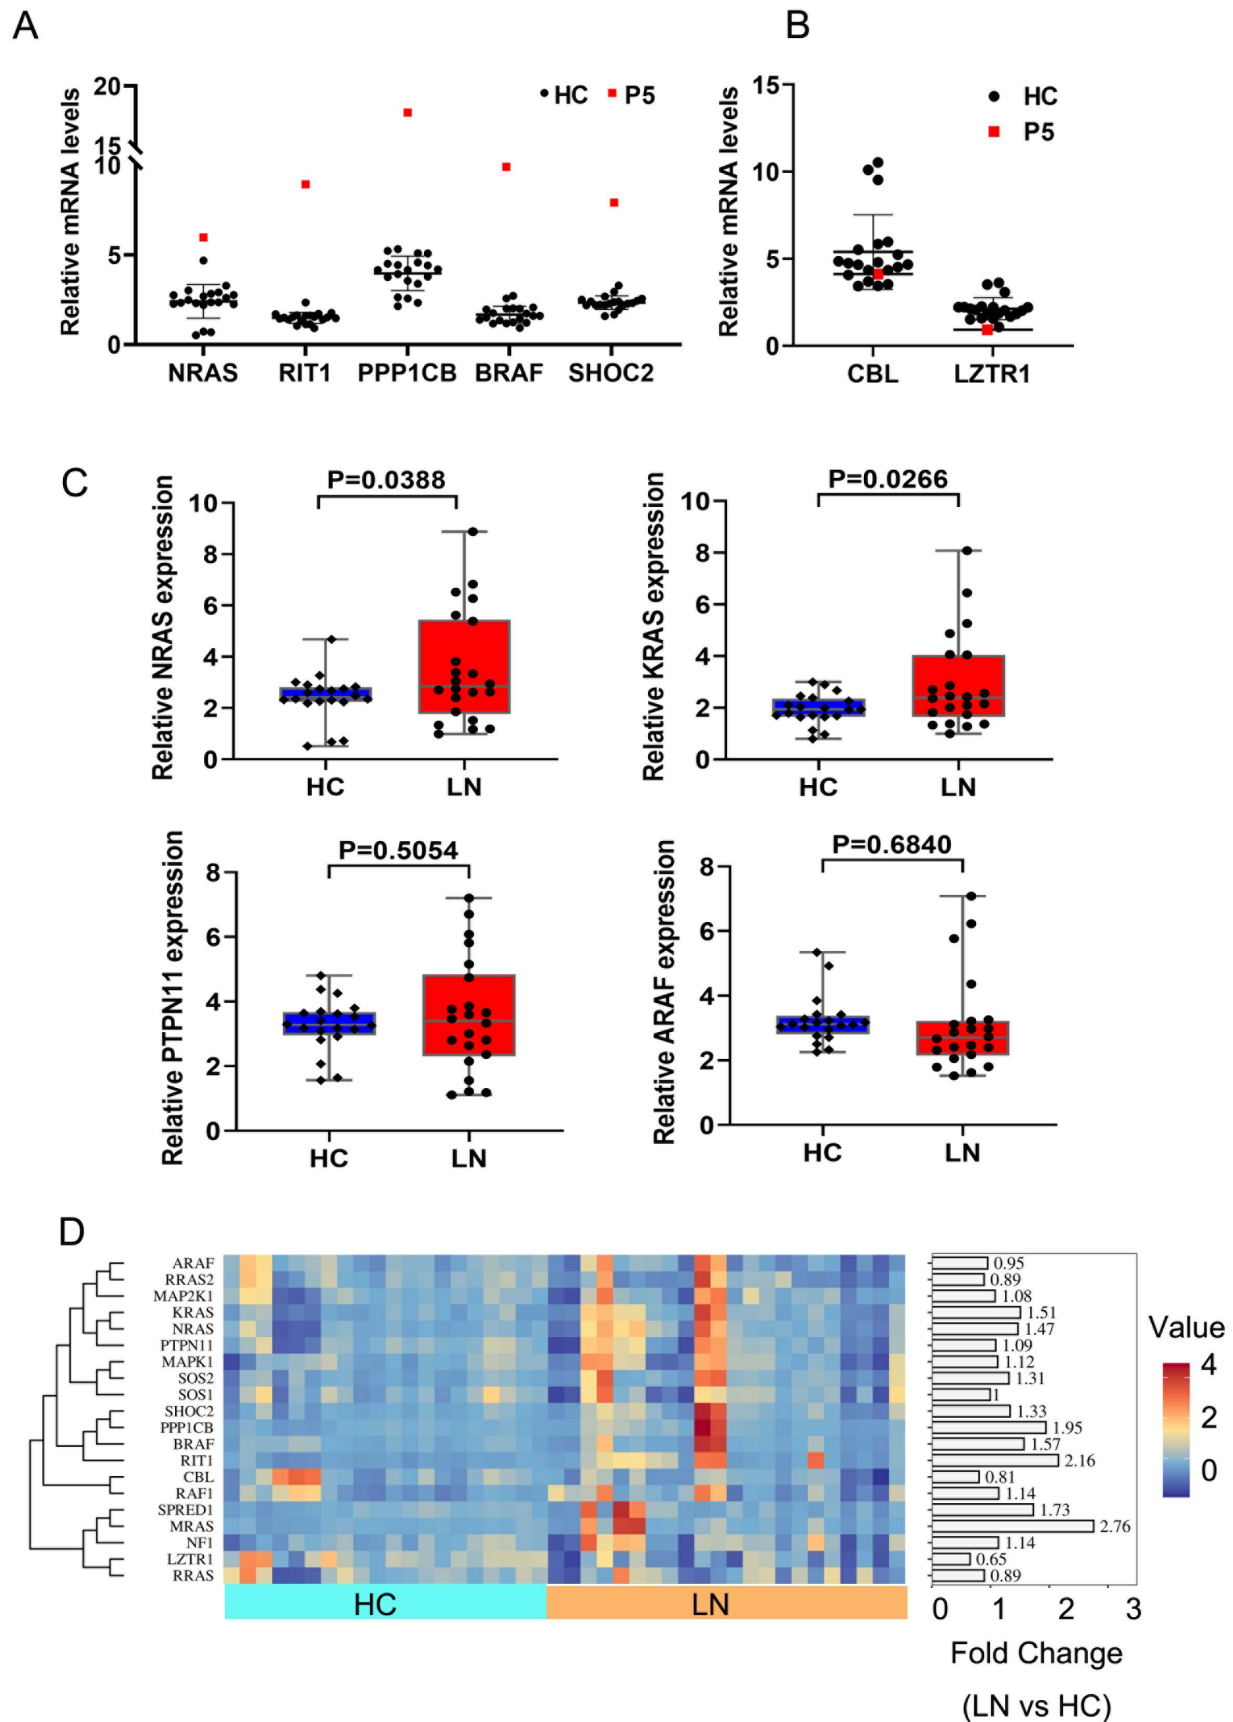 A
B
Relative mRNA levels
20
15
10
5
0
HC
P5
NRAS RIT1 PPP1CB BRAF SHOC2
Relative mRNA levels
15
10
5
0
HC
P5
CBL LZTR1
C
P=0.0388
Relative NRAS expression
10
8
6
4
2
0
HC LN
P=0.0266
Relative KRAS expression
10
8
6
4
2
0
HC LN
P=0.5054
Relative PTPN11 expression
8
6
4
2
0
HC LN
P=0.6840
Relative ARAF expression
8
6
4
2
0
HC LN
D
ARAF 0.95
RRAS2 0.89
MAP2K1 1.08
KRAS 1.51
NRAS 1.47
PTPN11 1.09
MAPK1 1.12
SOS2 1.31
SOS1 1
SHOC2 1.33
PPP1CB 1.95
BRAF 1.57
RIT1 2.16
CBL 0.81
RAF1 1.14
SPRED1 1.73
MRAS 2.76
NF1 1.14
LZTR1 0.65
RRAS 0.89
HC LN
0 1 2 3
Fold Change
(LN vs HC)
Value
4
2
0